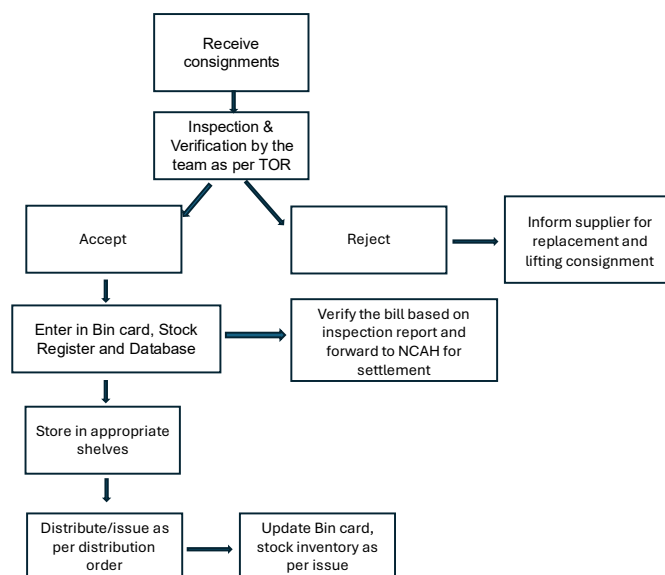 Receive
consignments
Inspection &
Verification by the
team as per TOR
Accept
Reject
Inform supplier for
replacement and
lifting consignment
Enter in Bin card, Stock
Register and Database
Verify the bill based on
inspection report and
forward to NCAH for
settlement
Store in appropriate
shelves
Distribute/issue as
per distribution
order
Update Bin card,
stock inventory as
per issue